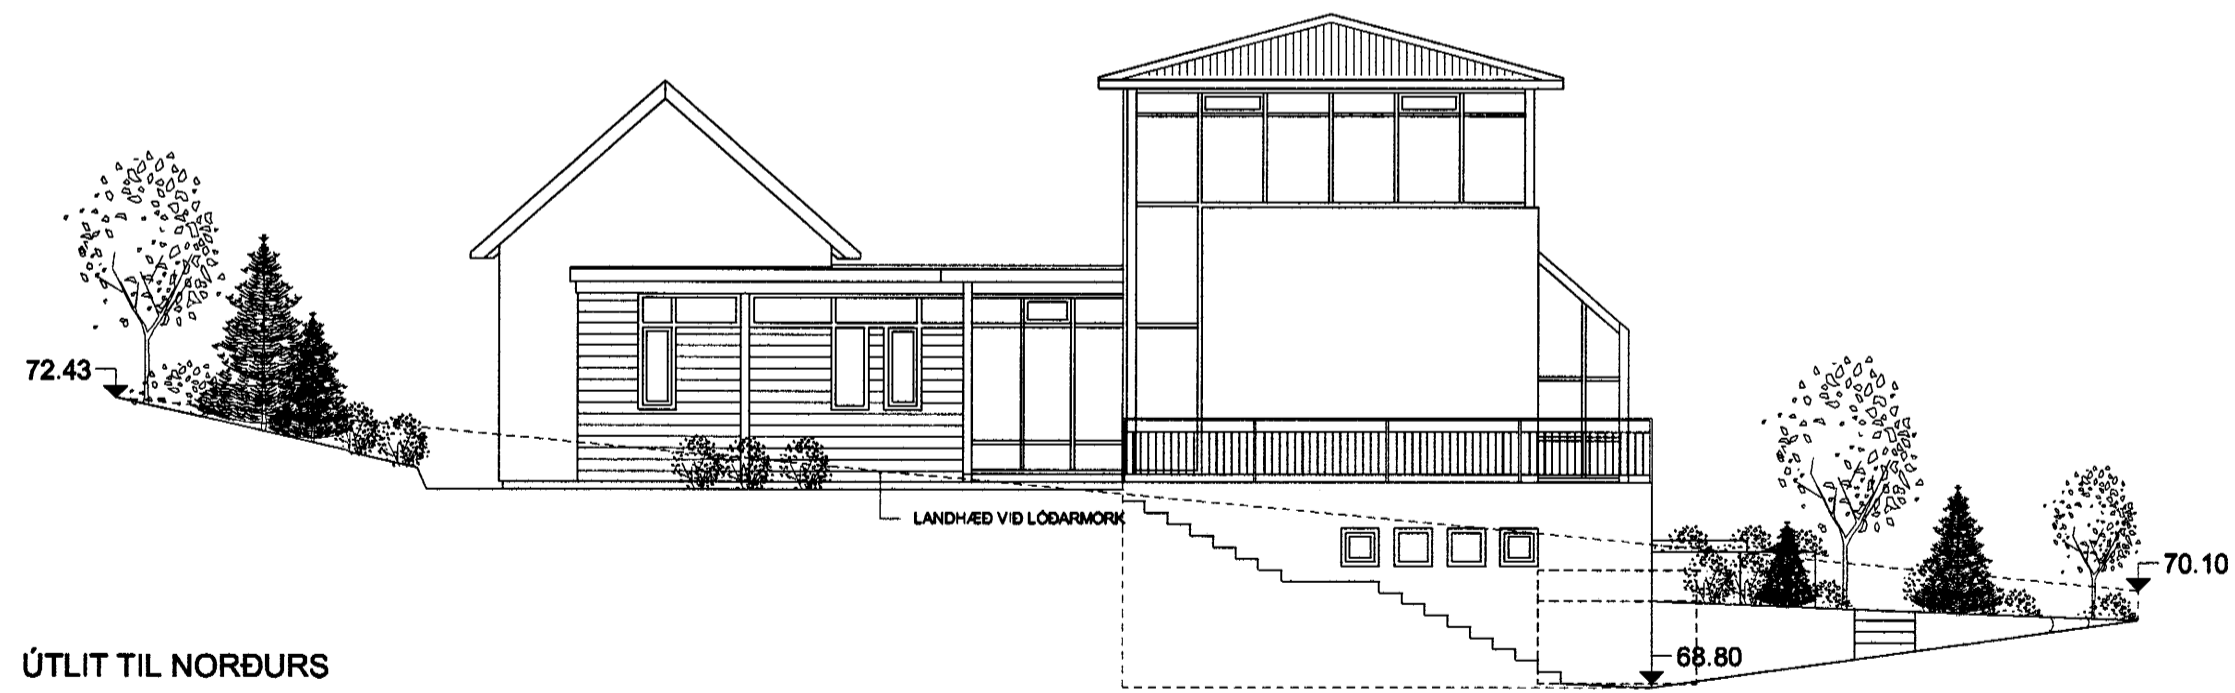 72.43
LANDHÆÐ VIÐ LÓÐARMÖRK
70.10
68.80
ÚTLIT TIL NORÐURS